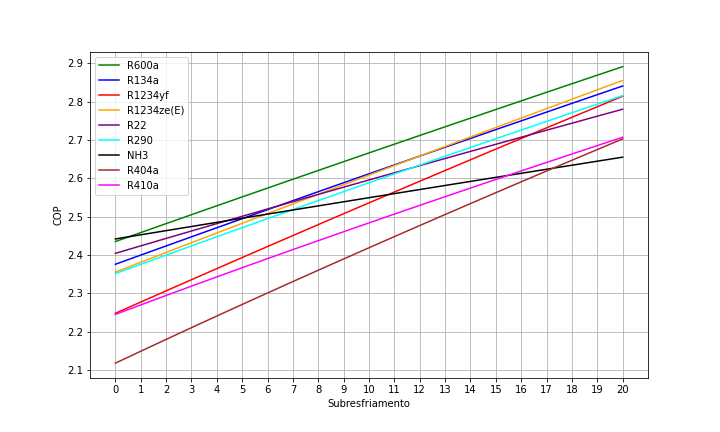 2.9
2.8
2.7
2.6
2.5
2.4
2.3
2.2
2.1
COP
R600a
R134a
R1234yf
R1234ze(E)
R22
R290
NH3
R404a
R410a
0 1 2 3 4 5 6 7 8 9 10 11 12 13 14 15 16 17 18 19 20
Subresfriamento